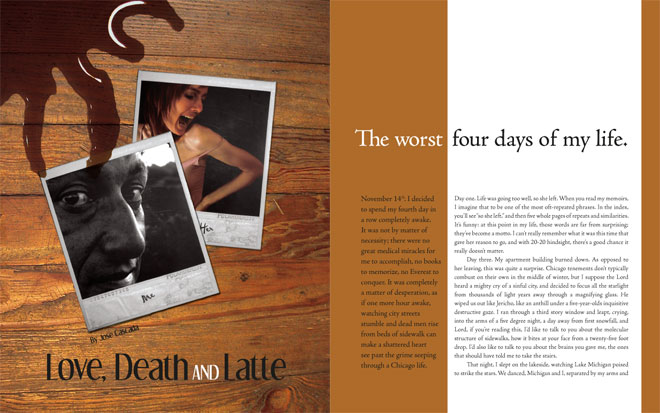 Her
Me
By Jose Cascada
Love, Death AND Latte
The worst four days of my life.
November 14th: I decided
to spend my fourth day in
a row completely awake.
It was not by matter of
necessity; there were no
great medical miracles for
me to accomplish, no books
to memorize, no Everest to
conquer. It was completely
a matter of desperation, as
if one more hour awake,
watching city streets
stumble and dead men rise
from beds of sidewalk can
make a shattered heart
see past the grime seeping
through a Chicago life.
Day one. Life was going too well, so she left. When you read my memoirs,
I imagine that to be one of the most oft-repeated phrases. In the index,
you'll see "so she left," and then five whole pages of repeats and similarities.
It's funny; at this point in my life, those words are far from surprising;
they've become a motto. I can't really remember what it was this time that
gave her reason to go, and with 20-20 hindsight, there's a good chance it
really doesn't matter.
Day three. My apartment building burned down. As opposed to
her leaving, this was quite a surprise. Chicago tenements don't typically
combust on their own in the middle of winter, but I suppose the Lord
heard a mighty cry of a sinful city, and decided to focus all the starlight
from thousands of light years away through a magnifying glass. He
wiped us out like Jericho, like an anthill under a five-year-olds inquisitive
destructive gaze. I ran through a third story window and leapt, crying,
into the arms of a five degree night, a day away from first snowfall, and
Lord, if you're reading this, I'd like to talk to you about the molecular
structure of sidewalks, how it bites at your face from a twenty-five foot
drop. I'd also like to talk to you about the brains you gave me, the ones
that should have told me to take the stairs.
That night, I slept on the lakeside, watching Lake Michigan poised
to strike the stars. We danced, Michigan and I, separated by my arms and